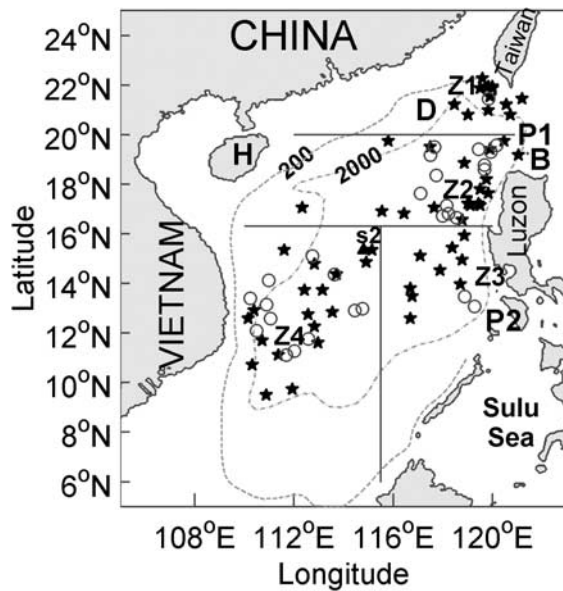 24°N
22°N
20°N
18°N
16°N
14°N
12°N
10°N
8°N
6°N
Latitude
CHINA
Taiwan
Z1
D
P1
B
H
200
2000
Z2
Luzon
VIETNAM
s2
Z3
P2
Z4
Sulu
Sea
108°E 112°E 116°E 120°E
Longitude